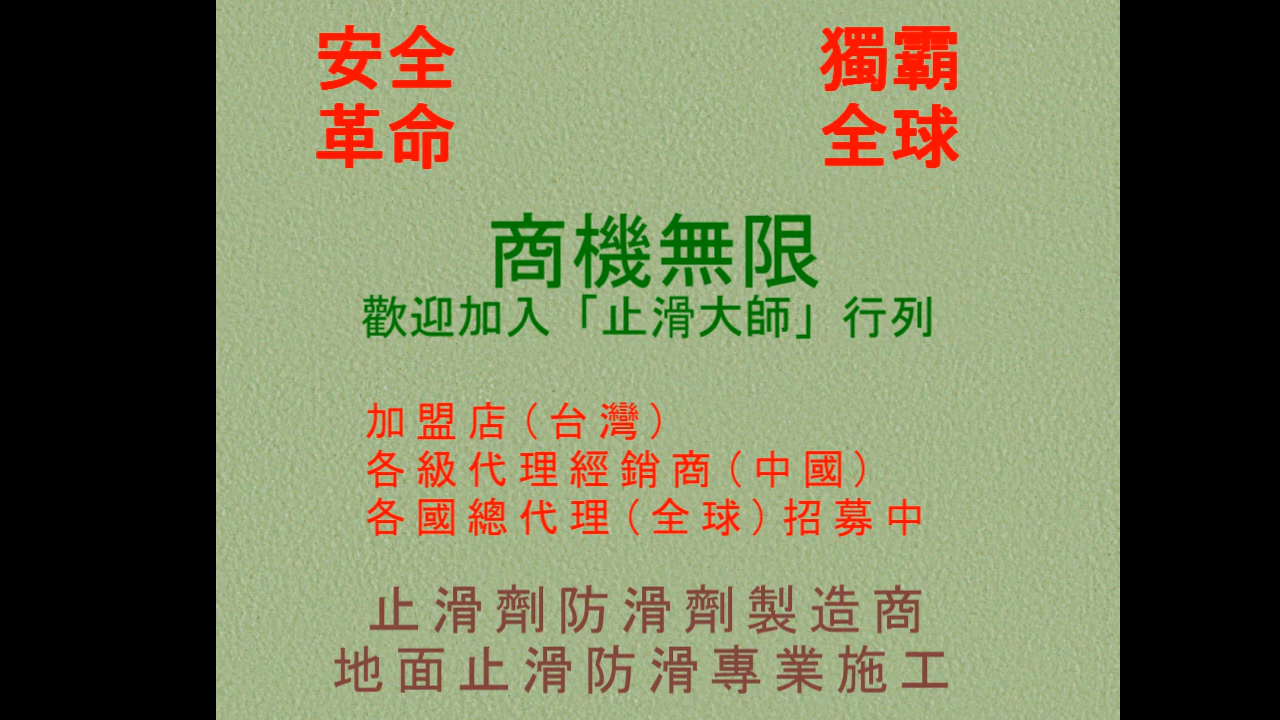 安全
革命
獨霸
全球
商機無限
歡迎加入「止滑大師」行列
加盟店(台灣)
各級代理經銷商(中國)
各國總代理(全球)招募中
止滑劑防滑劑製造商
地面止滑防滑專業施工